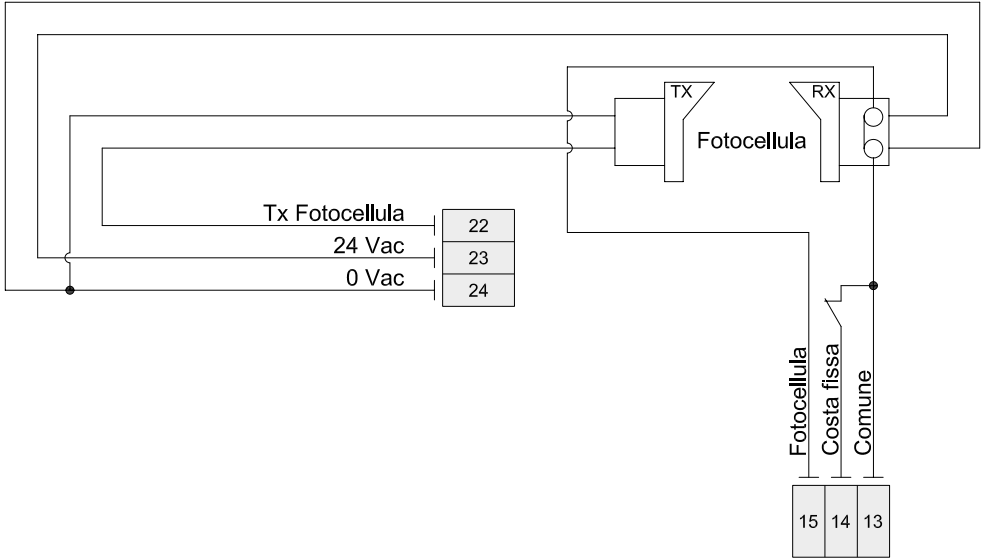 TX
RX
Fotocellula
Tx Fotocellula
22
24 Vac
23
0 Vac
24
Fotocellula
Costa fissa
Comune
15
14
13